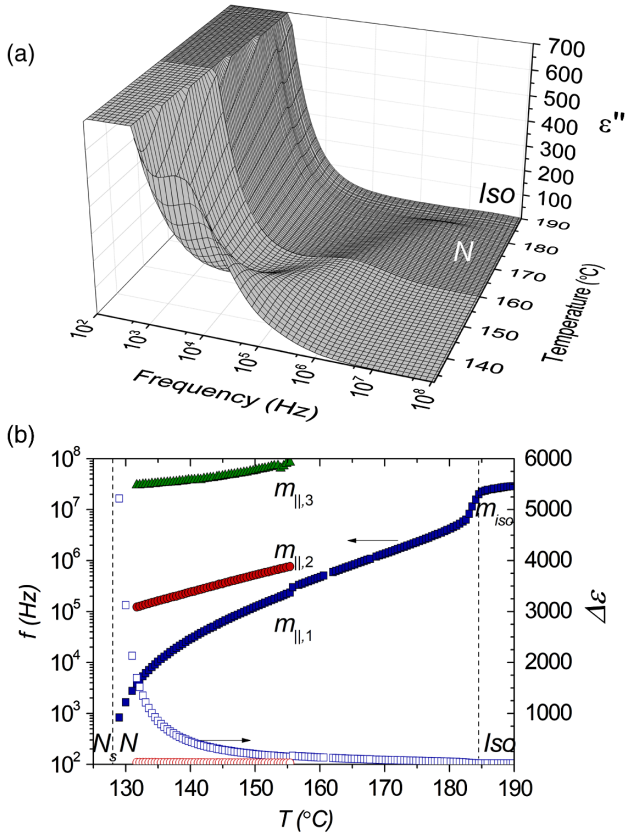 (a)
700
600
500
400
300
200
100
ε"
Iso
N
190
180
170
160
150
140
Temperature (°C)
10² 10³ 10⁴ 10⁵ 10⁶ 10⁷ 10⁸
Frequency (Hz)
(b)
10⁸ 6000
m||,3
10⁷ 5000
m_iso
10⁶ m||,2 4000
f (Hz)
10⁵ 3000
Δε
m||,1
10⁴ 2000
10³ 1000
N_s N Iso
10²
130 140 150 160 170 180 190
T (°C)